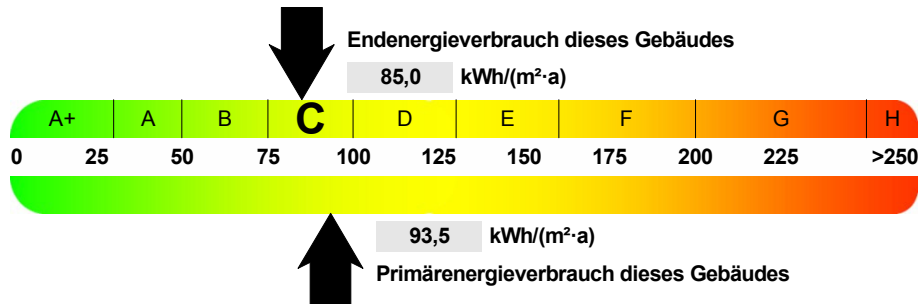 Endenergieverbrauch dieses Gebäudes
85,0 kWh/(m²·a)
A+ A B C D E F G H
0 25 50 75 100 125 150 175 200 225 >250
93,5 kWh/(m²·a)
Primärenergieverbrauch dieses Gebäudes